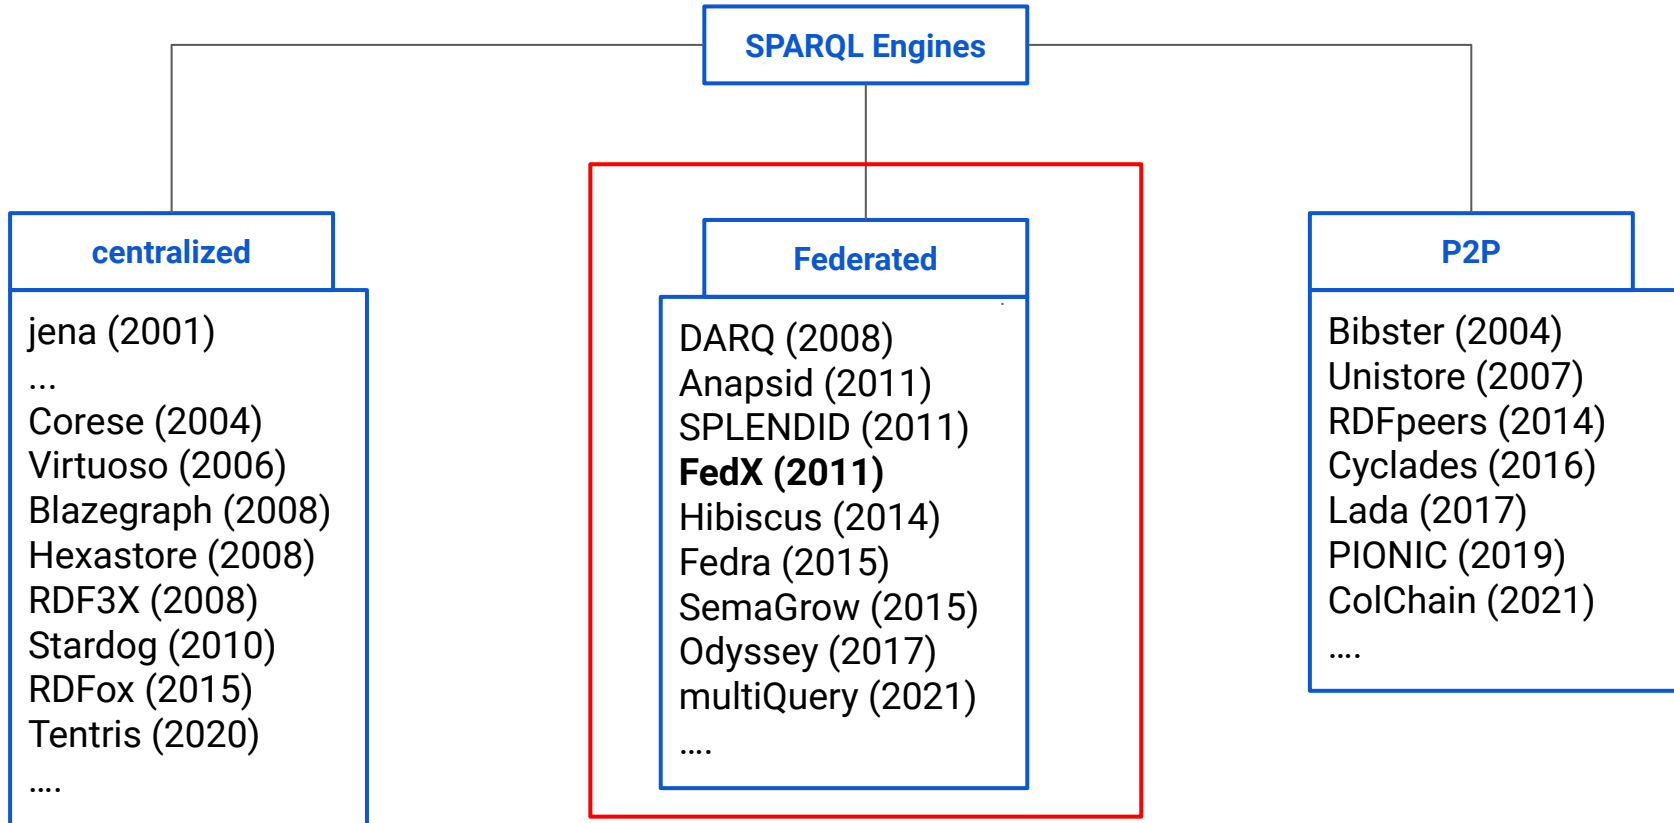 SPARQL Engines
centralized
jena (2001)
...
Corese (2004)
Virtuoso (2006)
Blazegraph (2008)
Hexastore (2008)
RDF3X (2008)
Stardog (2010)
RDFox (2015)
Tentris (2020)
....
Federated
DARQ (2008)
Anapsid (2011)
SPLENDID (2011)
FedX (2011)
Hibiscus (2014)
Fedra (2015)
SemaGrow (2015)
Odyssey (2017)
multiQuery (2021)
....
P2P
Bibster (2004)
Unistore (2007)
RDFpeers (2014)
Cyclades (2016)
Lada (2017)
PIONIC (2019)
ColChain (2021)
....